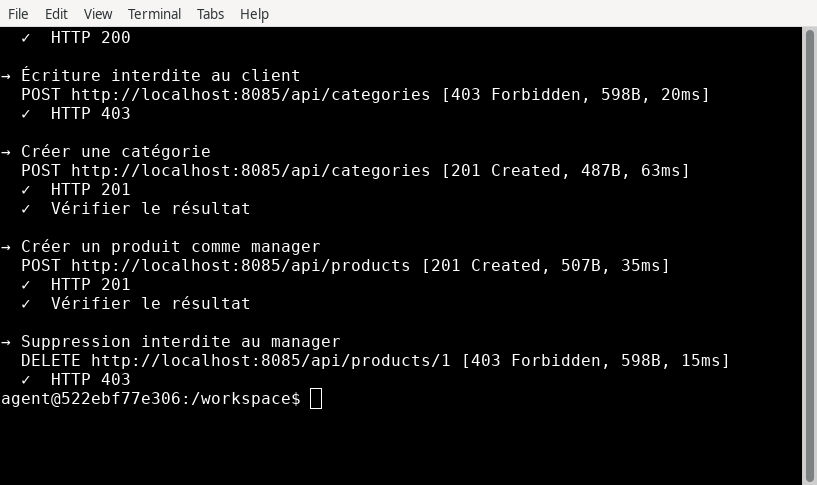 File Edit View Terminal Tabs Help
✓ HTTP 200
→ Écriture interdite au client
POST http://localhost:8085/api/categories [403 Forbidden, 598B, 20ms]
✓ HTTP 403
→ Créer une catégorie
POST http://localhost:8085/api/categories [201 Created, 487B, 63ms]
✓ HTTP 201
✓ Vérifier le résultat
→ Créer un produit comme manager
POST http://localhost:8085/api/products [201 Created, 507B, 35ms]
✓ HTTP 201
✓ Vérifier le résultat
→ Suppression interdite au manager
DELETE http://localhost:8085/api/products/1 [403 Forbidden, 598B, 15ms]
✓ HTTP 403
agent@522ebf77e306:/workspace$